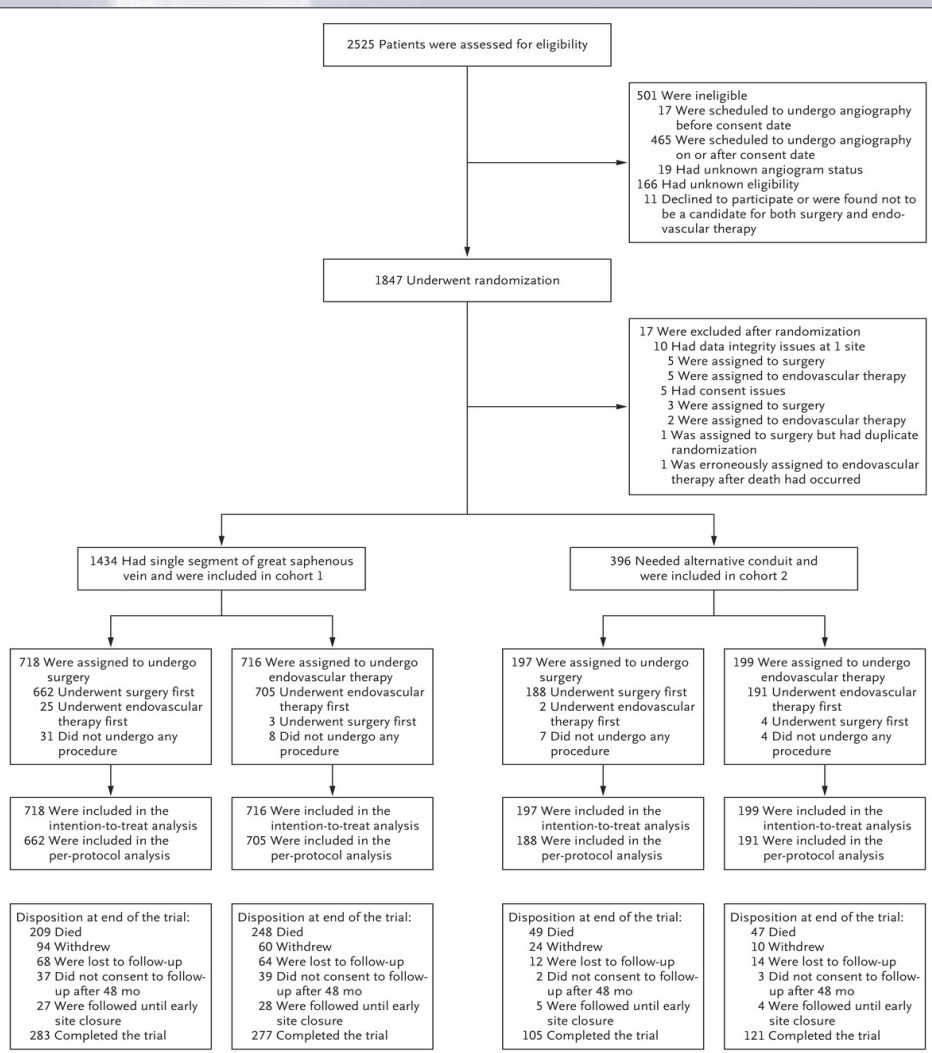 2525 Patients were assessed for eligibility
501 Were ineligible
17 Were scheduled to undergo angiography
before consent date
465 Were scheduled to undergo angiography
on or after consent date
19 Had unknown angiogram status
166 Had unknown eligibility
11 Declined to participate or were found not to
be a candidate for both surgery and endo-
vascular therapy
1847 Underwent randomization
17 Were excluded after randomization
10 Had data integrity issues at 1 site
5 Were assigned to surgery
5 Were assigned to endovascular therapy
5 Had consent issues
3 Were assigned to surgery
2 Were assigned to endovascular therapy
1 Was assigned to surgery but had duplicate
randomization
1 Was erroneously assigned to endovascular
therapy after death had occurred
1434 Had single segment of great saphenous
vein and were included in cohort 1
396 Needed alternative conduit and
were included in cohort 2
718 Were assigned to undergo
surgery
662 Underwent surgery first
25 Underwent endovascular
therapy first
31 Did not undergo any
procedure
716 Were assigned to undergo
endovascular therapy
705 Underwent endovascular
therapy first
3 Underwent surgery first
8 Did not undergo any
procedure
197 Were assigned to undergo
surgery
188 Underwent surgery first
2 Underwent endovascular
therapy first
7 Did not undergo any
procedure
199 Were assigned to undergo
endovascular therapy
191 Underwent endovascular
therapy first
4 Underwent surgery first
4 Did not undergo any
procedure
718 Were included in the
intention-to-treat analysis
662 Were included in the
per-protocol analysis
716 Were included in the
intention-to-treat analysis
705 Were included in the
per-protocol analysis
197 Were included in the
intention-to-treat analysis
188 Were included in the
per-protocol analysis
199 Were included in the
intention-to-treat analysis
191 Were included in the
per-protocol analysis
Disposition at end of the trial:
209 Died
94 Withdrew
68 Were lost to follow-up
37 Did not consent to follow-
up after 48 mo
27 Were followed until early
site closure
283 Completed the trial
Disposition at end of the trial:
248 Died
60 Withdrew
64 Were lost to follow-up
39 Did not consent to follow-
up after 48 mo
28 Were followed until early
site closure
277 Completed the trial
Disposition at end of the trial:
49 Died
24 Withdrew
12 Were lost to follow-up
2 Did not consent to follow-
up after 48 mo
5 Were followed until early
site closure
105 Completed the trial
Disposition at end of the trial:
47 Died
10 Withdrew
14 Were lost to follow-up
3 Did not consent to follow-
up after 48 mo
4 Were followed until early
site closure
121 Completed the trial